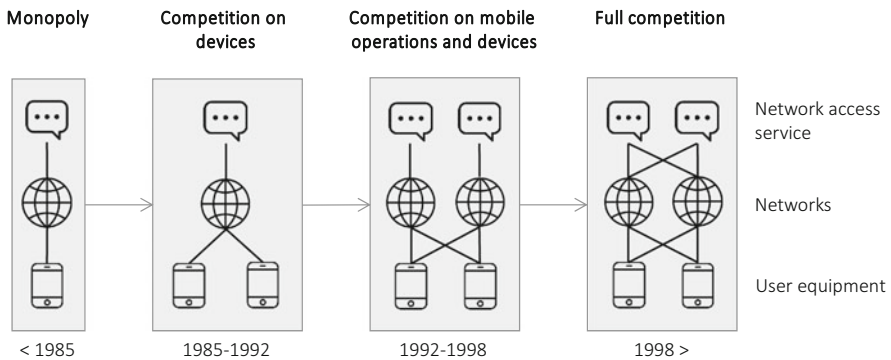 Monopoly
Competition on
devices
Competition on mobile
operations and devices
Full competition
Network access
service
Networks
User equipment
< 1985
1985-1992
1992-1998
1998 >